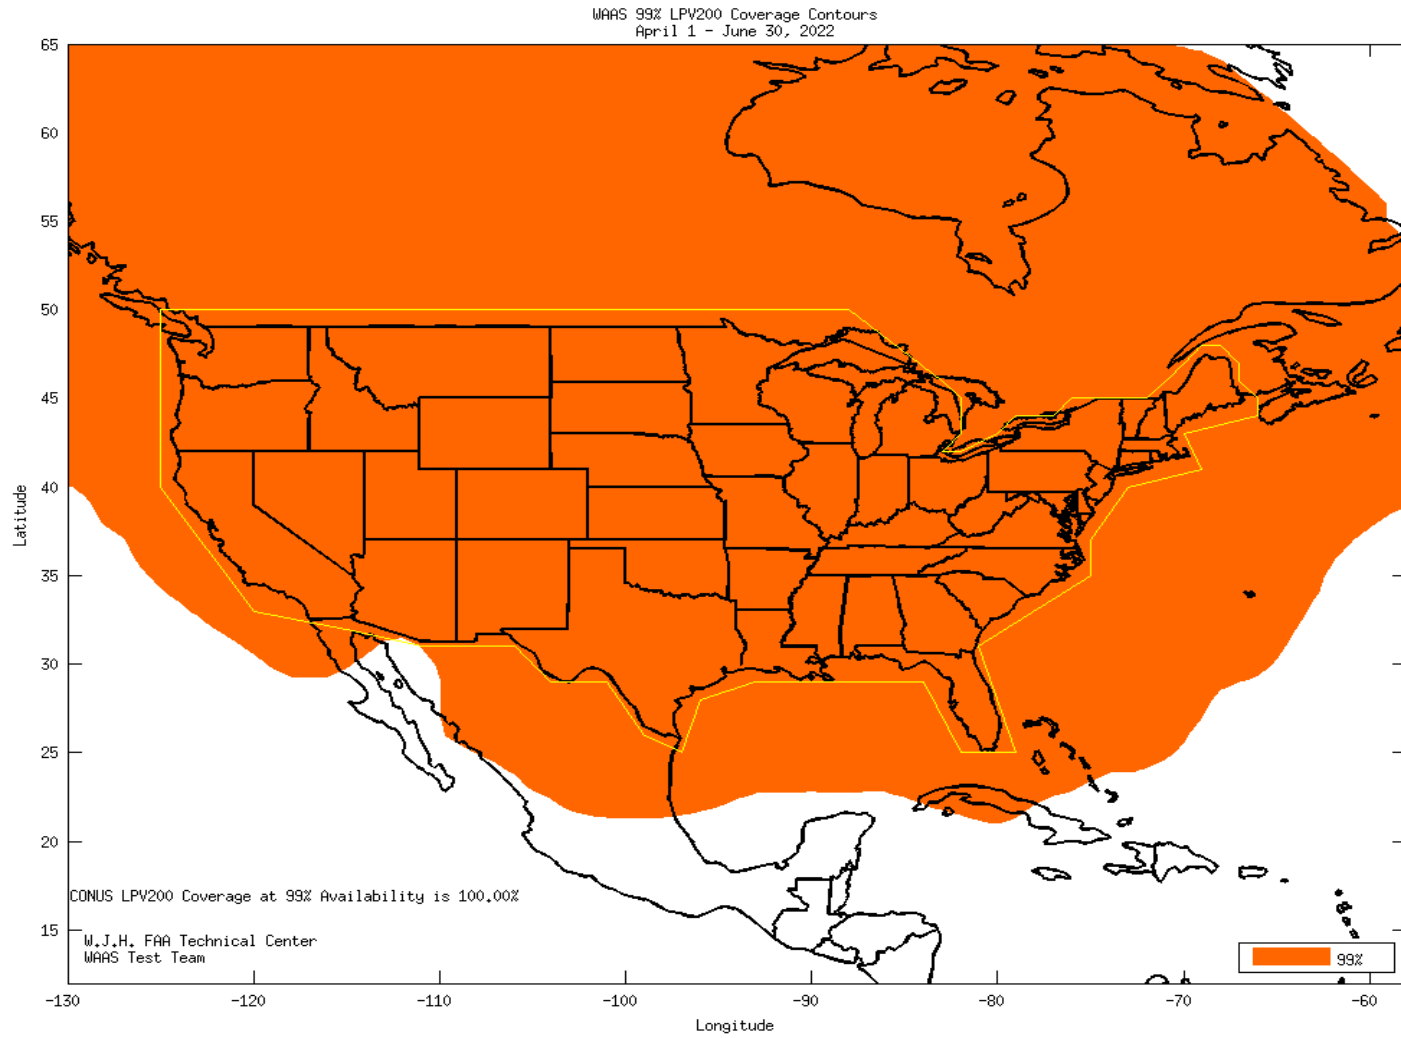 WAAS 99% LPV200 Coverage Contours
April 1 - June 30, 2022
65
60
55
50
45
40
35
30
25
20
15
Latitude
CONUS LPV200 Coverage at 99% Availability is 100.00%
W.J.H. FAA Technical Center
WAAS Test Team
99%
-130
-120
-110
-100
-90
-80
-70
-60
Longitude